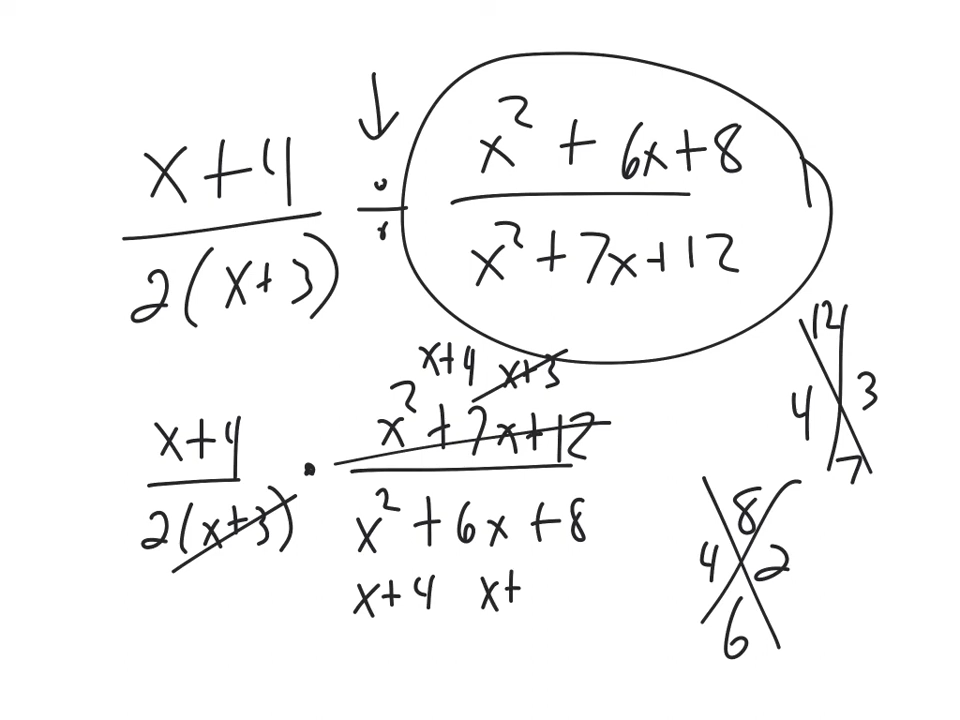 x+4 ÷ x² + 6x+8
2(x+3) x²+7x+12
x+4 x+3
x+4 · x²+7x+12
2(x+3) x²+6x+8
x+4 x+
12
4 3
7
8
4 2
6